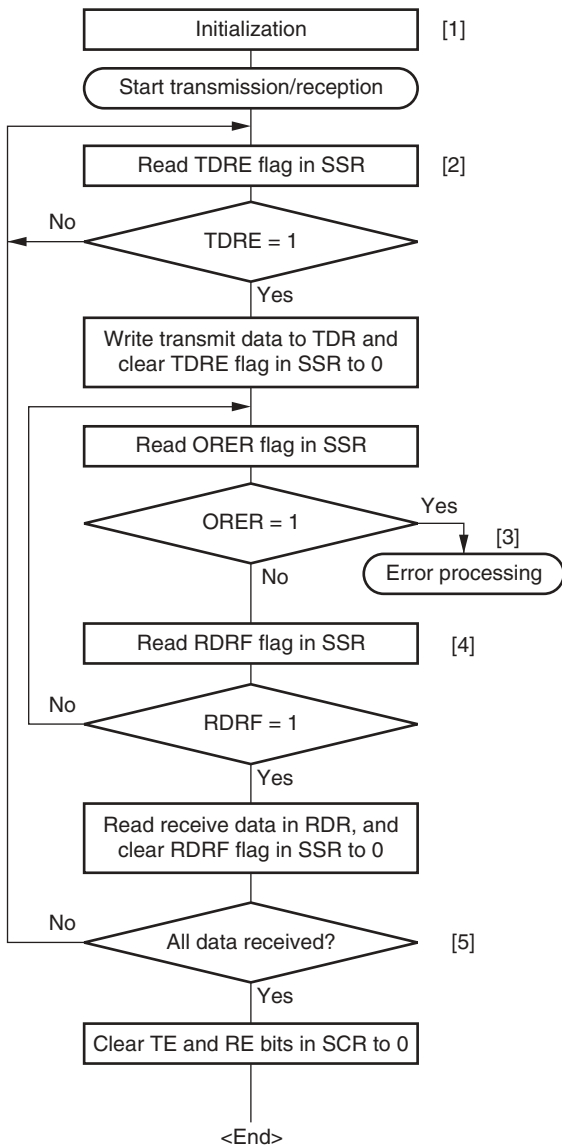 Initialization
[1]
Start transmission/reception
Read TDRE flag in SSR
[2]
No
TDRE = 1
Yes
Write transmit data to TDR and
clear TDRE flag in SSR to 0
Read ORER flag in SSR
Yes
ORER = 1
[3]
No
Error processing
Read RDRF flag in SSR
[4]
No
RDRF = 1
Yes
Read receive data in RDR, and
clear RDRF flag in SSR to 0
No
All data received?
[5]
Yes
Clear TE and RE bits in SCR to 0
<End>